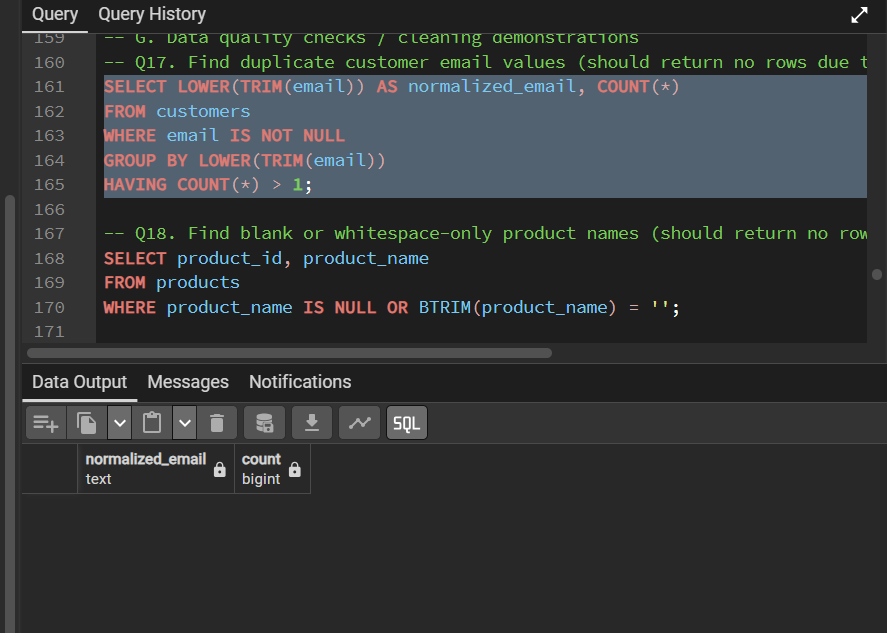 Query Query History
159 -- G. Data quality checks / cleaning demonstrations
160 -- Q17. Find duplicate customer email values (should return no rows due t
161 SELECT LOWER(TRIM(email)) AS normalized_email, COUNT(*)
162 FROM customers
163 WHERE email IS NOT NULL
164 GROUP BY LOWER(TRIM(email))
165 HAVING COUNT(*) > 1;
166
167 -- Q18. Find blank or whitespace-only product names (should return no row
168 SELECT product_id, product_name
169 FROM products
170 WHERE product_name IS NULL OR BTRIM(product_name) = '';
171
Data Output Messages Notifications
SQL
normalized_email count
text bigint